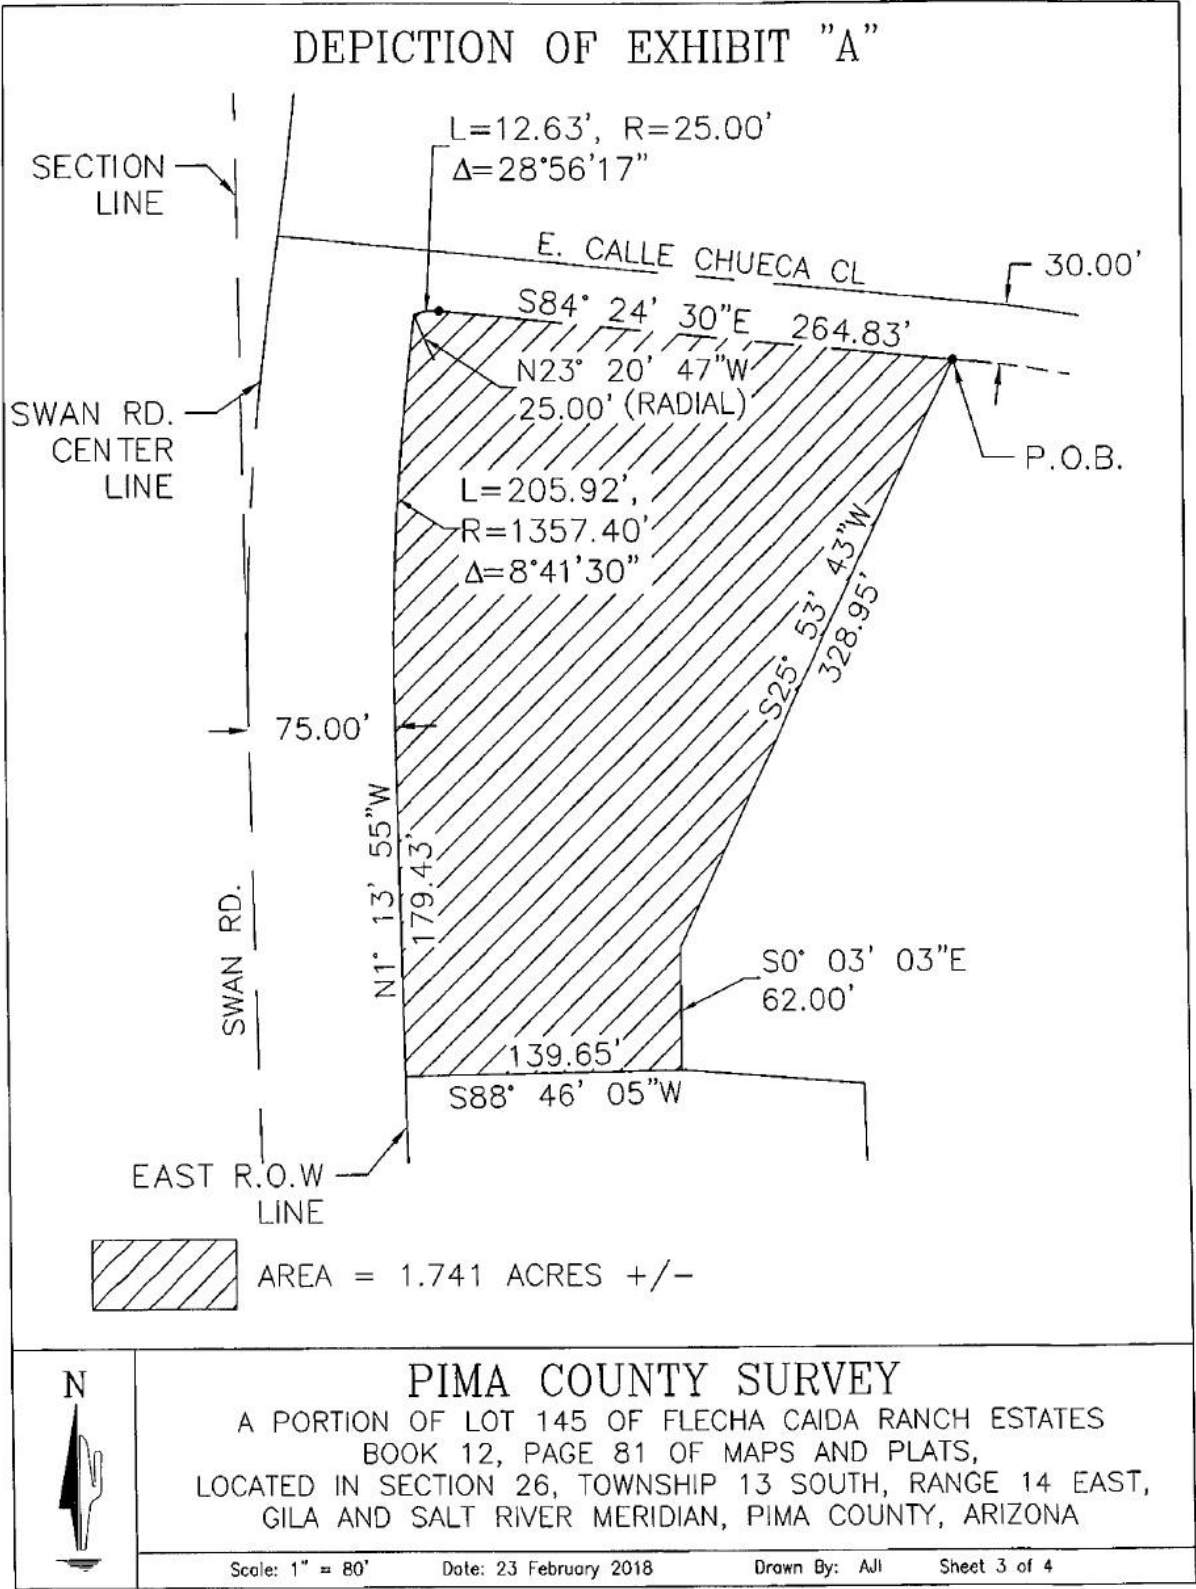 DEPICTION OF EXHIBIT "A"
L=12.63', R=25.00'
Δ=28°56'17"
SECTION
LINE
E. CALLE CHUECA CL
30.00'
S84° 24' 30"E 264.83'
N23° 20' 47"W
25.00' (RADIAL)
SWAN RD.
CENTER
LINE
P.O.B.
L=205.92',
R=1357.40'
Δ=8°41'30"
S25° 53' 43"W
328.95'
75.00'
N1° 13' 55"W
179.43'
SWAN RD.
S0° 03' 03"E
62.00'
139.65'
S88° 46' 05"W
EAST R.O.W
LINE
AREA = 1.741 ACRES +/-
N
PIMA COUNTY SURVEY
A PORTION OF LOT 145 OF FLECHA CAIDA RANCH ESTATES
BOOK 12, PAGE 81 OF MAPS AND PLATS,
LOCATED IN SECTION 26, TOWNSHIP 13 SOUTH, RANGE 14 EAST,
GILA AND SALT RIVER MERIDIAN, PIMA COUNTY, ARIZONA
Scale: 1" = 80' Date: 23 February 2018 Drawn By: AJI Sheet 3 of 4